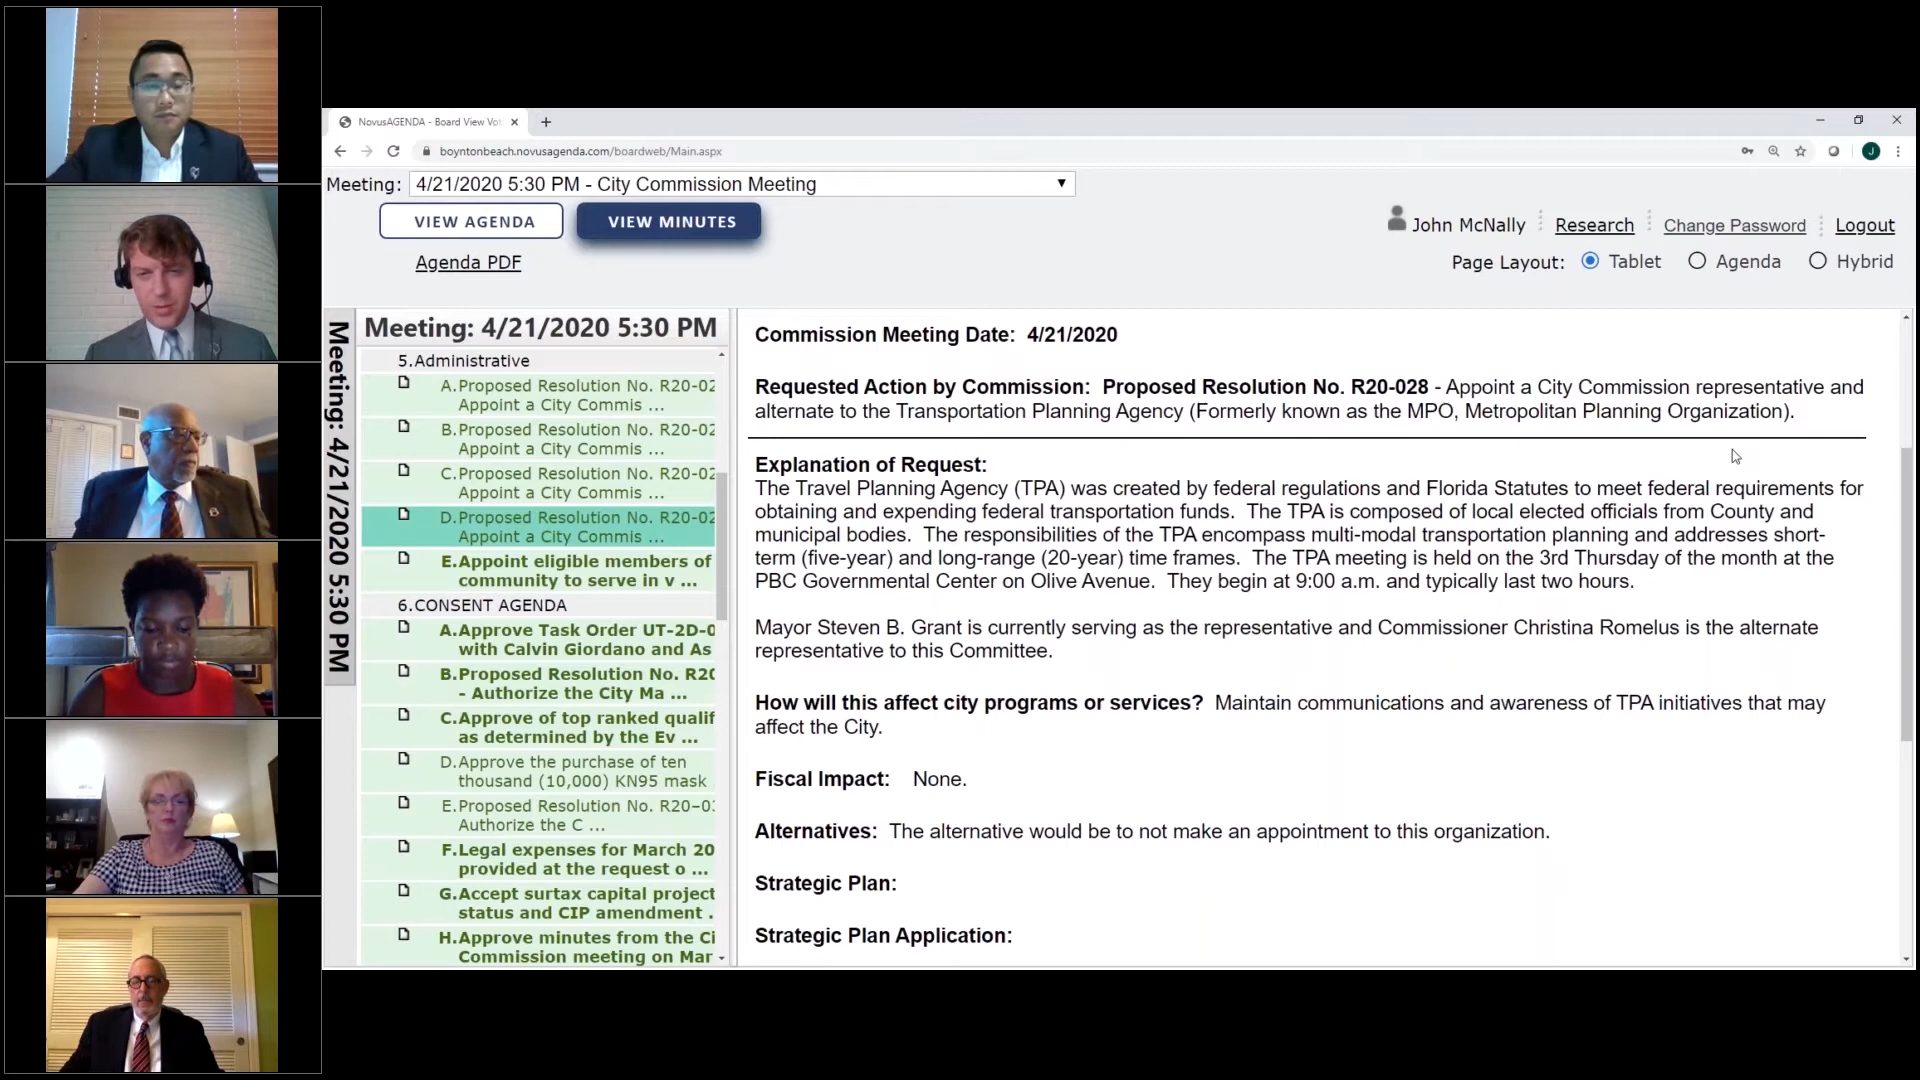 NovusAGENDA - Board View Vot
boyntonbeach.novusagenda.com/boardweb/Main.aspx
J
Meeting: 4/21/2020 5:30 PM - City Commission Meeting
VIEW AGENDA
VIEW MINUTES
John McNally
Research
Change Password
Logout
Agenda PDF
Page Layout: Tablet Agenda Hybrid
Meeting: 4/21/2020 5:30 PM
Meeting: 4/21/2020 5:30 PM
5.Administrative
A.Proposed Resolution No. R20-02
Appoint a City Commis ...
B.Proposed Resolution No. R20-02
Appoint a City Commis ...
C.Proposed Resolution No. R20-02
Appoint a City Commis ...
D.Proposed Resolution No. R20-02
Appoint a City Commis ...
E.Appoint eligible members of
community to serve in v ...
6.CONSENT AGENDA
A.Approve Task Order UT-2D-0
with Calvin Giordano and As
B.Proposed Resolution No. R20
- Authorize the City Ma ...
C.Approve of top ranked qualif
as determined by the Ev ...
D.Approve the purchase of ten
thousand (10,000) KN95 mask
E.Proposed Resolution No. R20-03
Authorize the C ...
F.Legal expenses for March 20
provided at the request o ...
G.Accept surtax capital project
status and CIP amendment .
H.Approve minutes from the Ci
Commission meeting on Mar
Commission Meeting Date: 4/21/2020
Requested Action by Commission: Proposed Resolution No. R20-028 - Appoint a City Commission representative and
alternate to the Transportation Planning Agency (Formerly known as the MPO, Metropolitan Planning Organization).
Explanation of Request:
The Travel Planning Agency (TPA) was created by federal regulations and Florida Statutes to meet federal requirements for
obtaining and expending federal transportation funds. The TPA is composed of local elected officials from County and
municipal bodies. The responsibilities of the TPA encompass multi-modal transportation planning and addresses short-
term (five-year) and long-range (20-year) time frames. The TPA meeting is held on the 3rd Thursday of the month at the
PBC Governmental Center on Olive Avenue. They begin at 9:00 a.m. and typically last two hours.
Mayor Steven B. Grant is currently serving as the representative and Commissioner Christina Romelus is the alternate
representative to this Committee.
How will this affect city programs or services? Maintain communications and awareness of TPA initiatives that may
affect the City.
Fiscal Impact: None.
Alternatives: The alternative would be to not make an appointment to this organization.
Strategic Plan:
Strategic Plan Application: